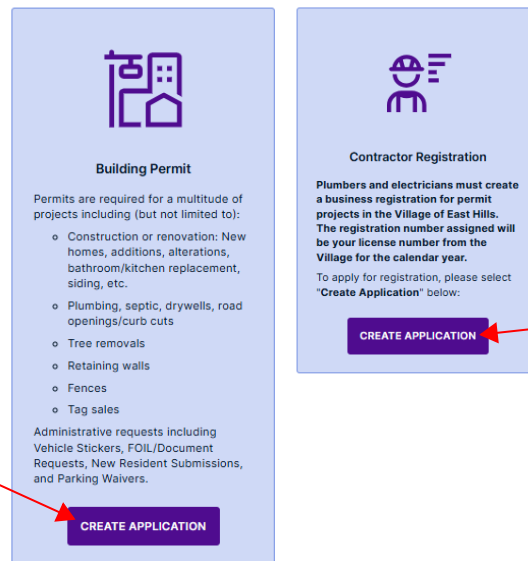 Building Permit
Permits are required for a multitude of
projects including (but not limited to):
Construction or renovation: New
homes, additions, alterations,
bathroom/kitchen replacement,
siding, etc.
Plumbing, septic, drywells, road
openings/curb cuts
Tree removals
Retaining walls
Fences
Tag sales
Administrative requests including
Vehicle Stickers, FOIL/Document
Requests, New Resident Submissions,
and Parking Waivers.
CREATE APPLICATION
Contractor Registration
Plumbers and electricians must create
a business registration for permit
projects in the Village of East Hills.
The registration number assigned will
be your license number from the
Village for the calendar year.
To apply for registration, please select
"Create Application" below:
CREATE APPLICATION